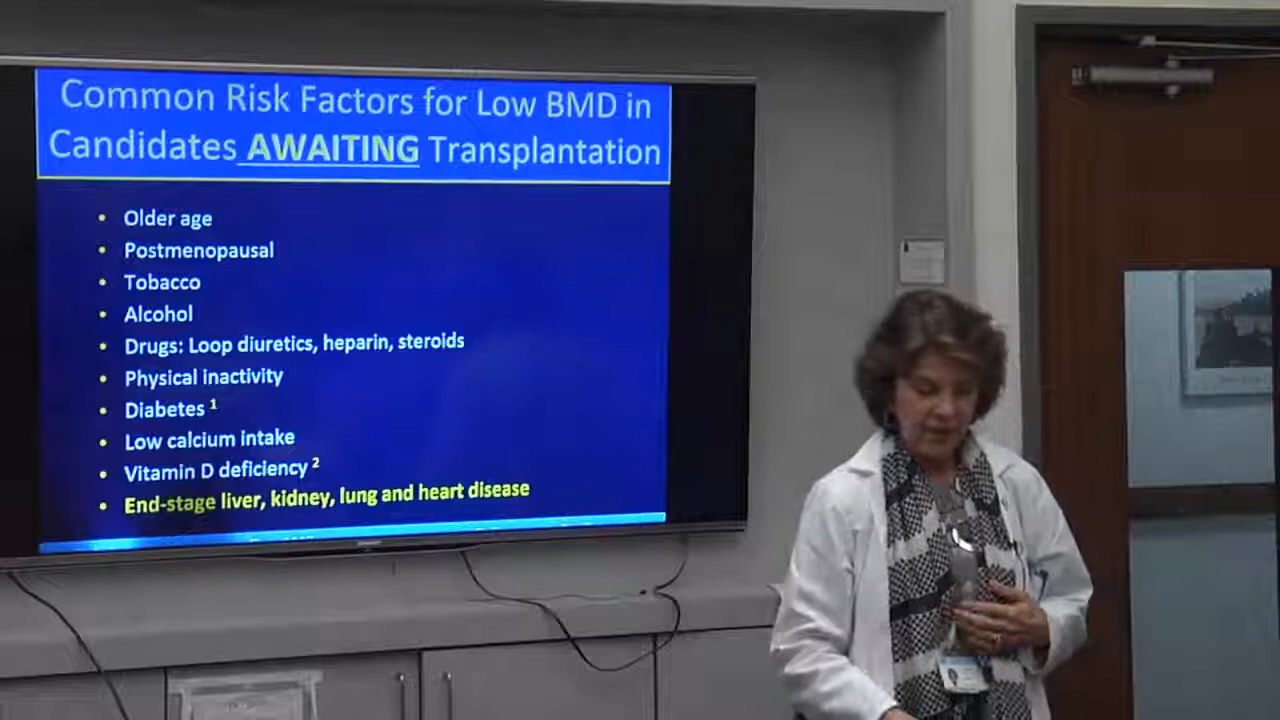 Common Risk Factors for Low BMD in
Candidates AWAITING Transplantation
• Older age
• Postmenopausal
• Tobacco
• Alcohol
• Drugs: Loop diuretics, heparin, steroids
• Physical inactivity
• Diabetes 1
• Low calcium intake
• Vitamin D deficiency 2
• End-stage liver, kidney, lung and heart disease